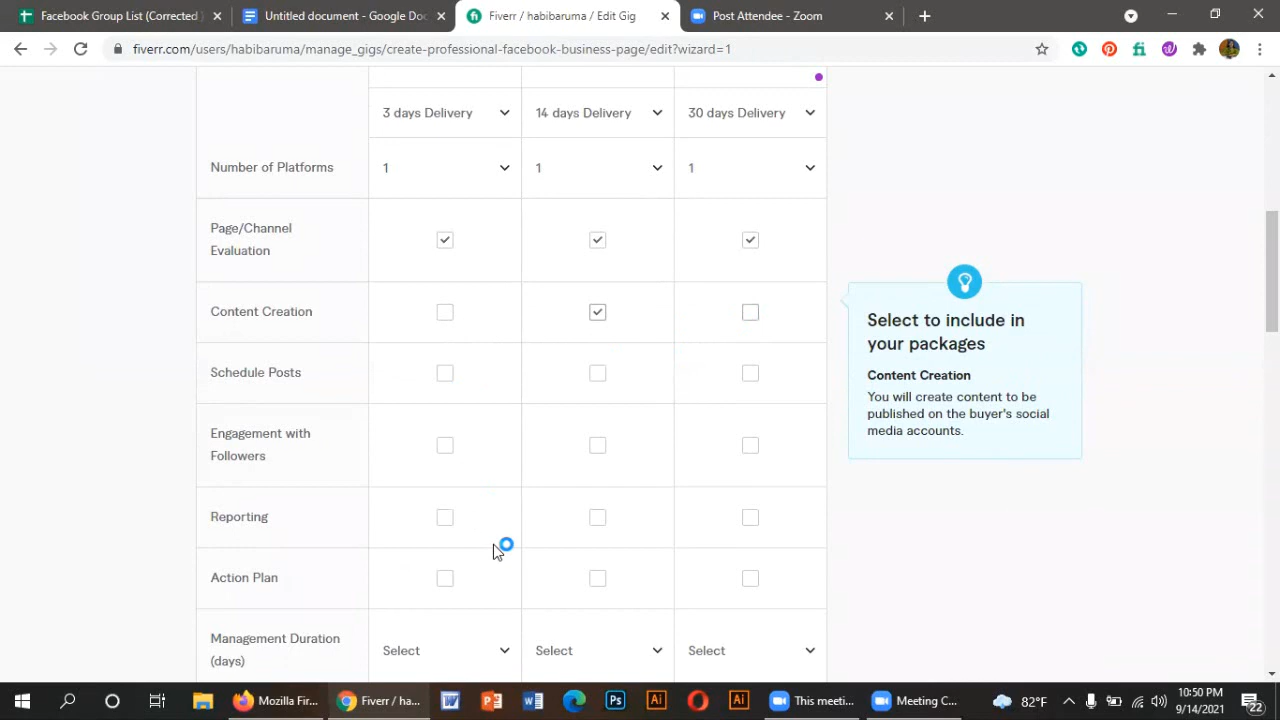 Facebook Group List (Corrected)
Untitled document - Google Doc
Fiverr / habibaruma / Edit Gig
Post Attendee - Zoom
fiverr.com/users/habibaruma/manage_gigs/create-professional-facebook-business-page/edit?wizard=1
3 days Delivery
14 days Delivery
30 days Delivery
Number of Platforms
1
1
1
Page/Channel
Evaluation
Content Creation
Schedule Posts
Engagement with
Followers
Reporting
Action Plan
Management Duration
(days)
Select
Select
Select
Select to include in
your packages
Content Creation
You will create content to be
published on the buyer's social
media accounts.
Mozilla Fir...
Fiverr / ha...
This meeti...
Meeting C...
82°F
10:50 PM
9/14/2021
22